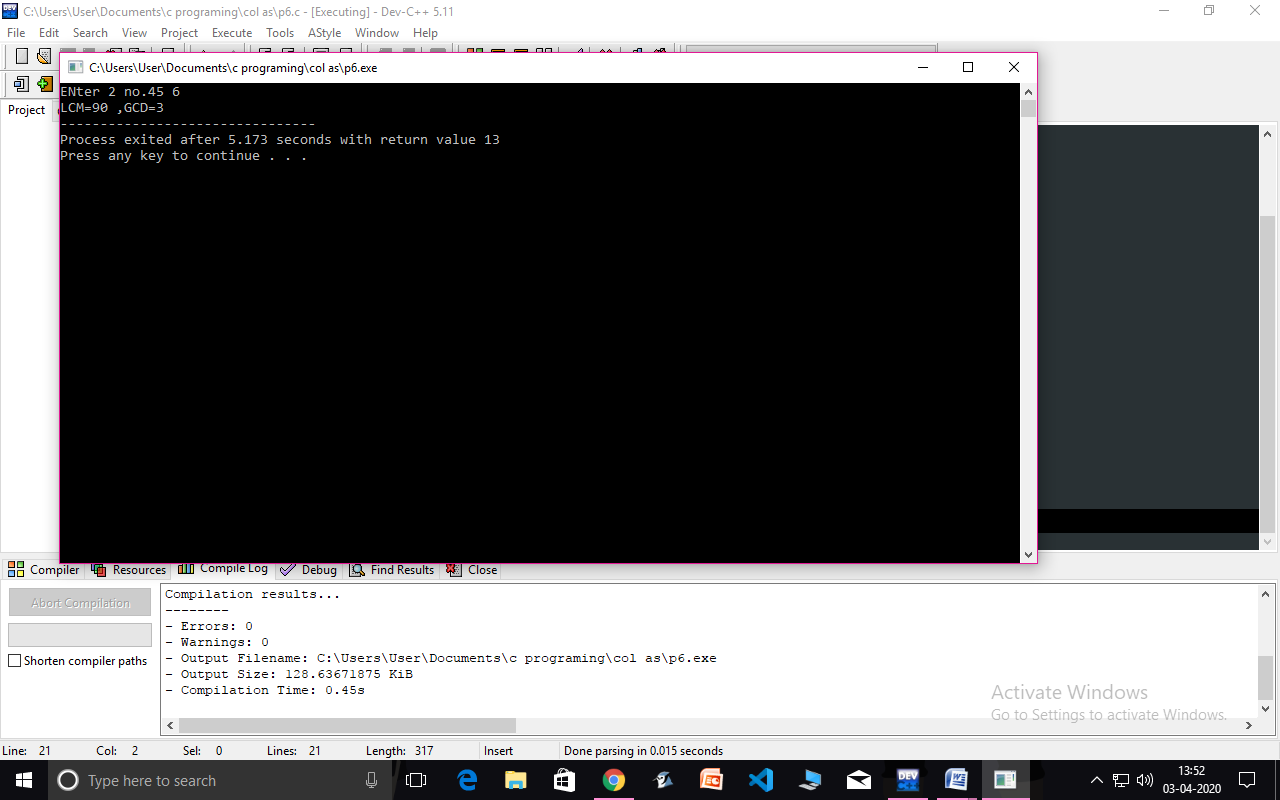 C:\Users\User\Documents\c programing\col as\p6.c - [Executing] - Dev-C++ 5.11
File Edit Search View Project Execute Tools AStyle Window Help
C:\Users\User\Documents\c programing\col as\p6.exe
Project
ENter 2 no.45 6
LCM=90 ,GCD=3
--------------------------------
Process exited after 5.173 seconds with return value 13
Press any key to continue . . .
Compiler Resources Compile Log Debug Find Results Close
Abort Compilation
Shorten compiler paths
Compilation results...
--------
- Errors: 0
- Warnings: 0
- Output Filename: C:\Users\User\Documents\c programing\col as\p6.exe
- Output Size: 128.63671875 KiB
- Compilation Time: 0.45s
Activate Windows
Go to Settings to activate Windows.
Line: 21 Col: 2 Sel: 0 Lines: 21 Length: 317 Insert Done parsing in 0.015 seconds
Type here to search
13:52
03-04-2020